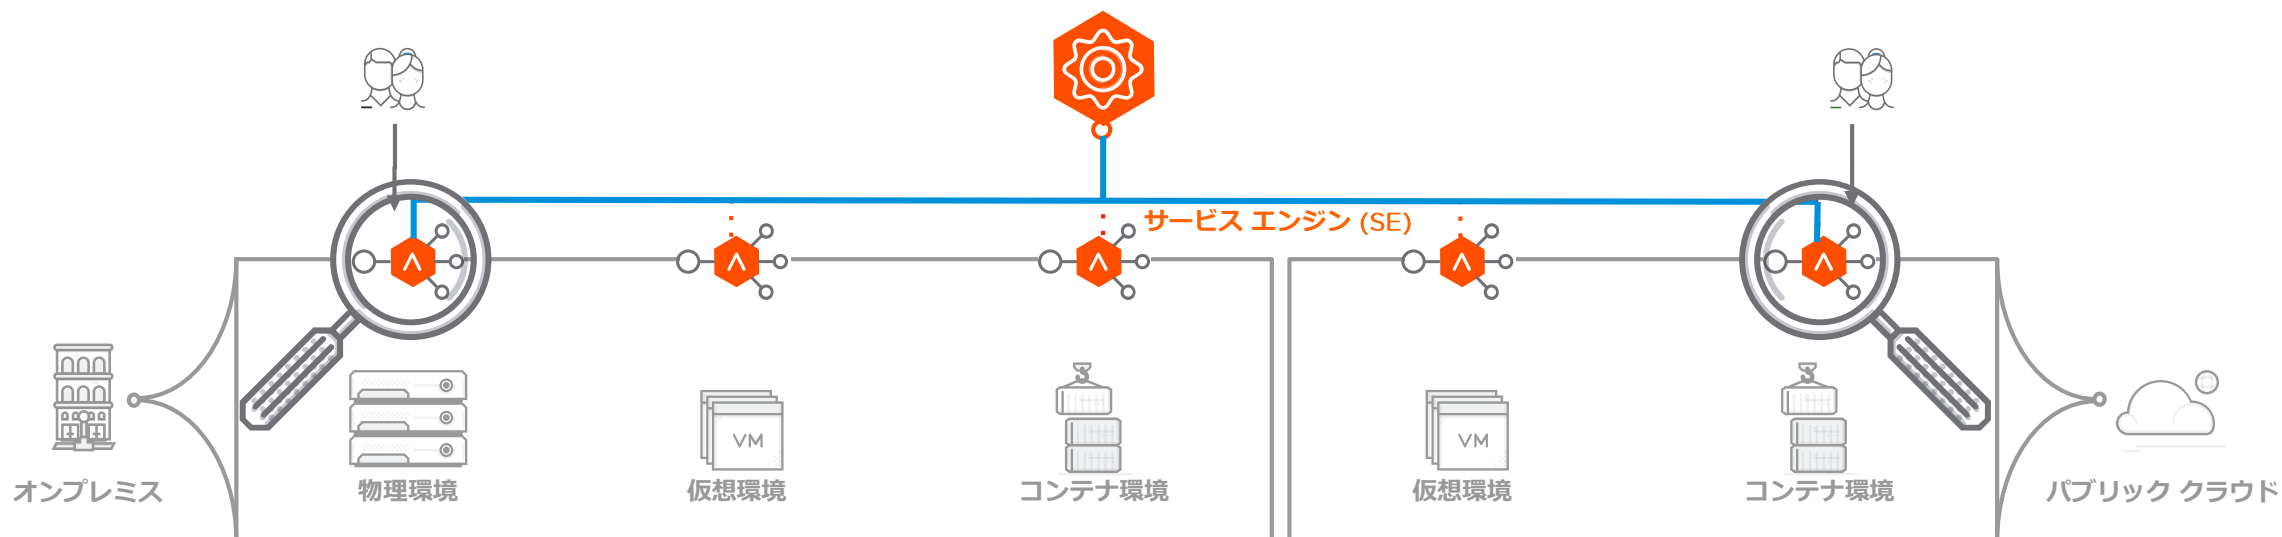 サービス エンジン (SE)
VM
VM
オンプレミス
物理環境
仮想環境
コンテナ環境
仮想環境
コンテナ環境
パブリック クラウド